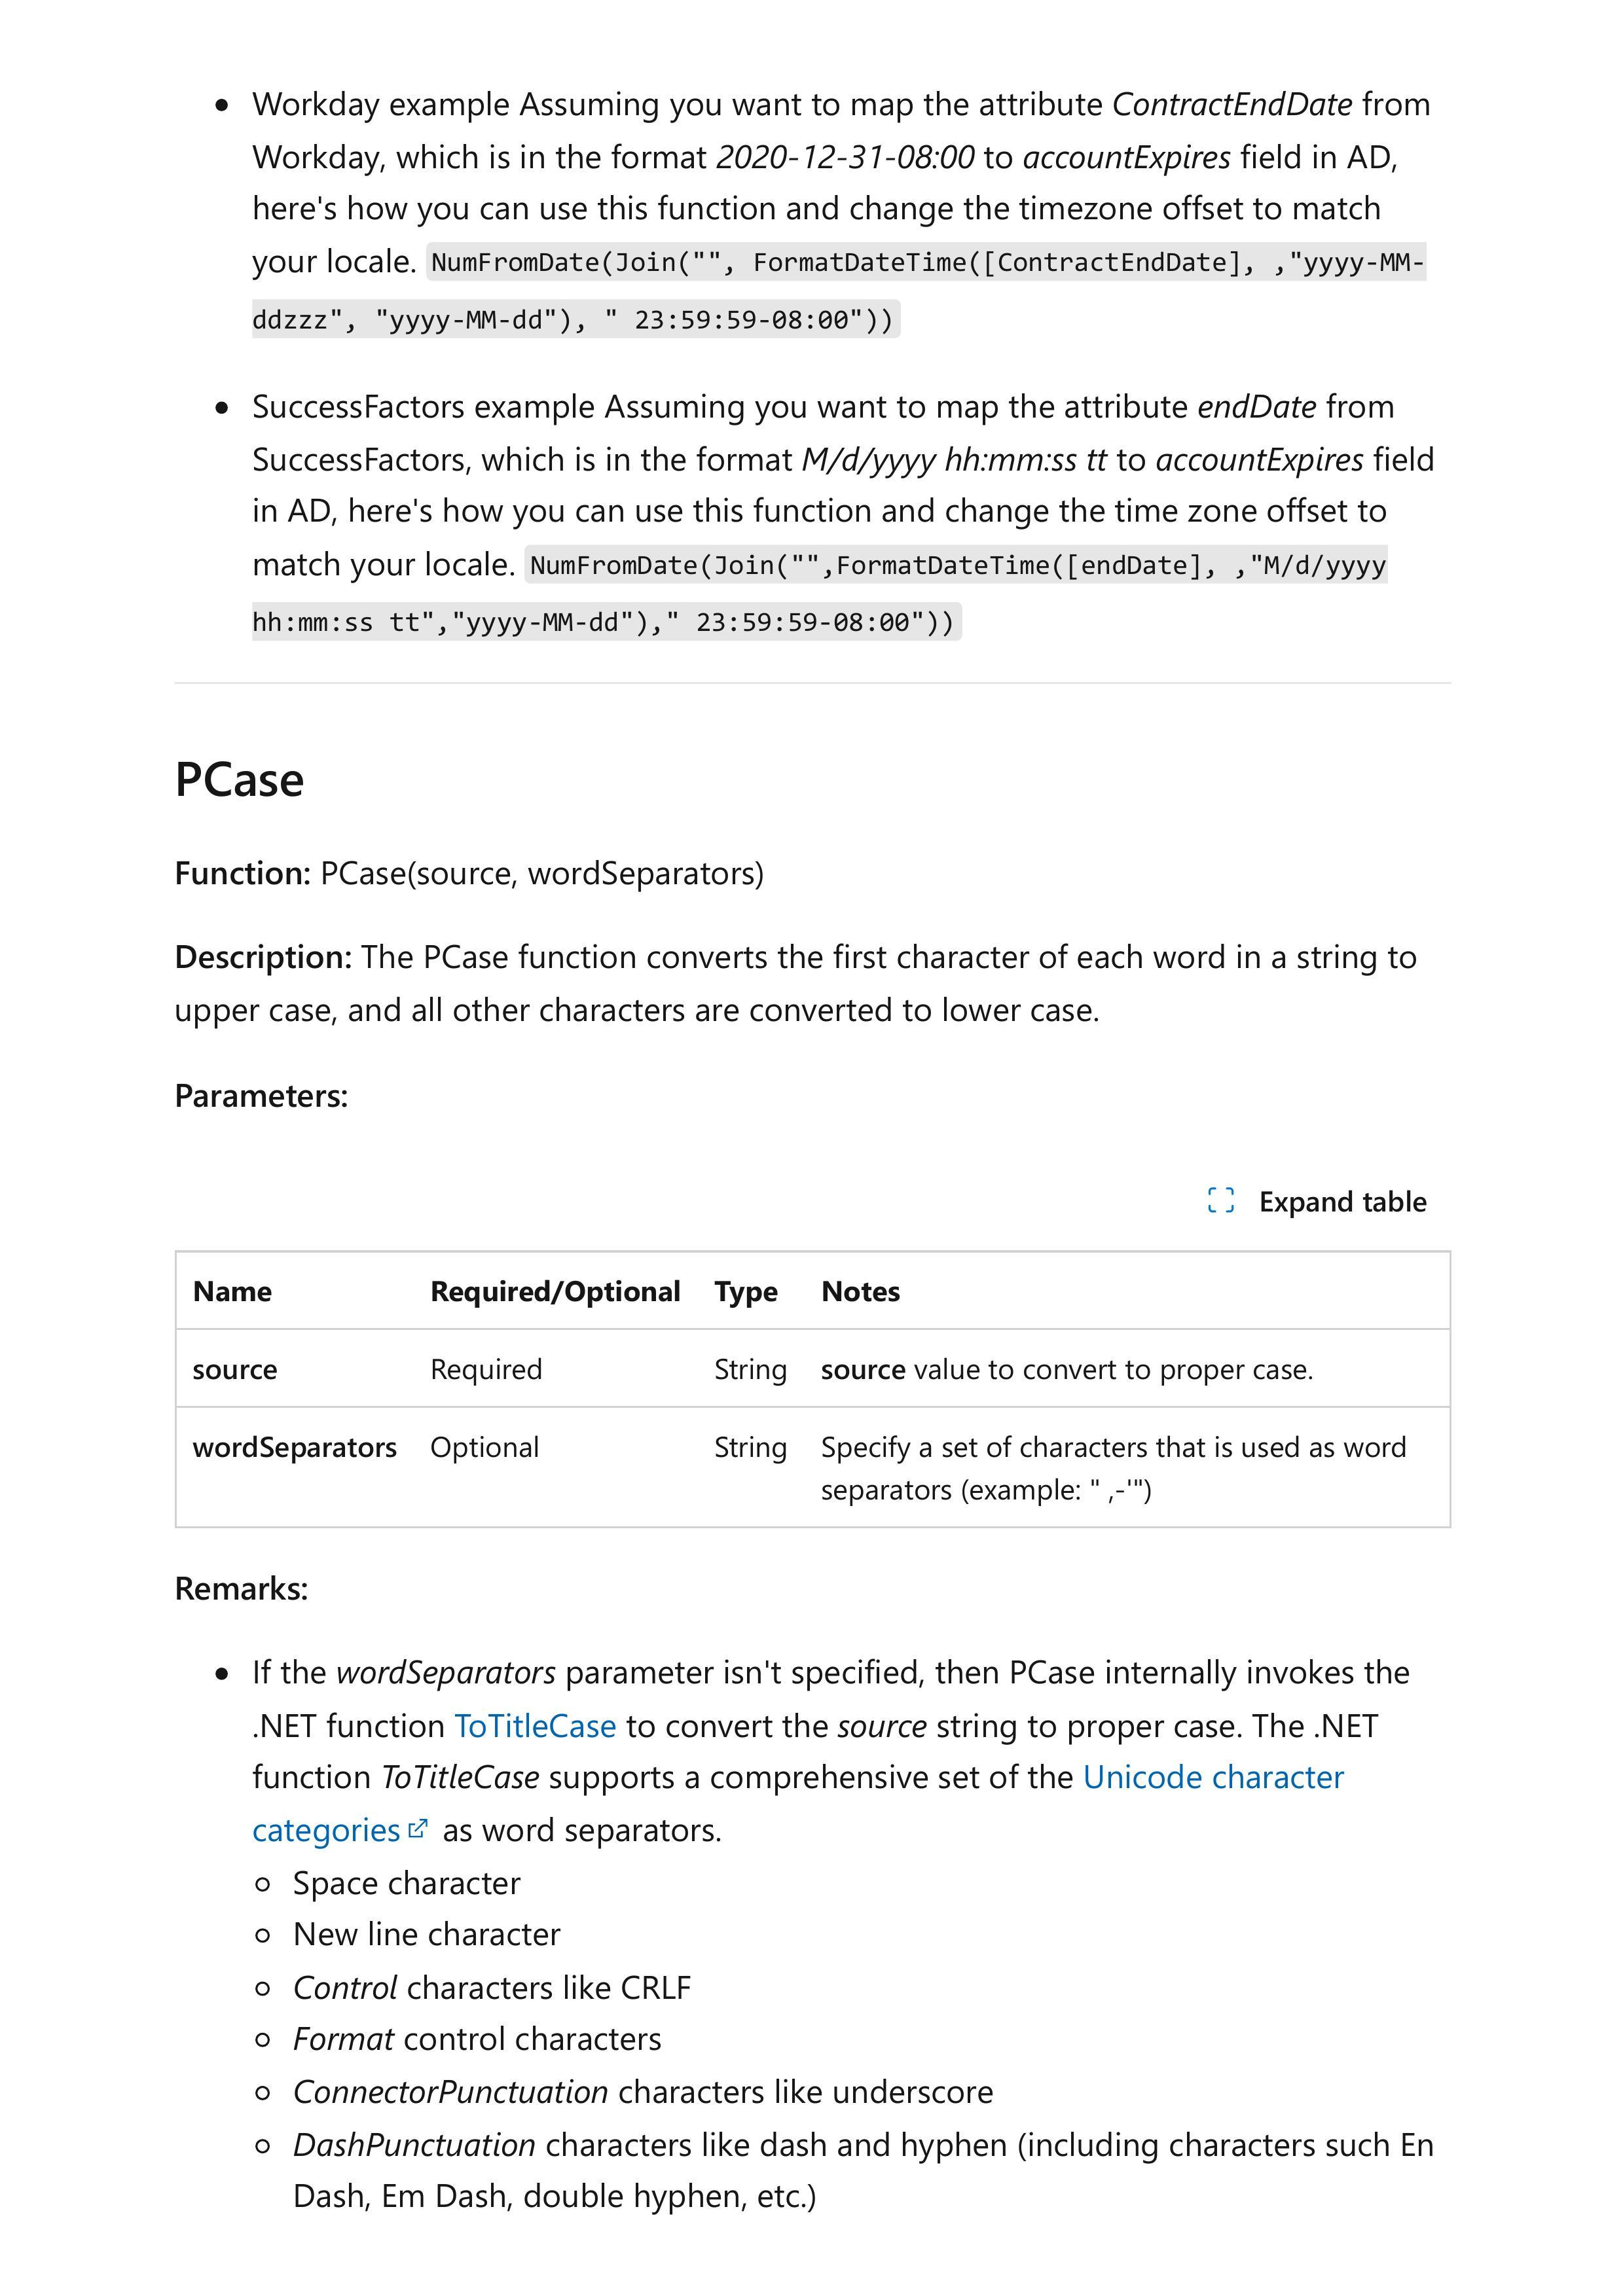 Workday example Assuming you want to map the attribute ContractEndDate from
Workday, which is in the format 2020-12-31-08:00 to accountExpires field in AD,
here's how you can use this function and change the timezone offset to match
your locale. NumFromDate(Join("", FormatDateTime([ContractEndDate], ,"yyyy-MM-
ddzzz", "yyyy-MM-dd"), " 23:59:59-08:00"))
SuccessFactors example Assuming you want to map the attribute endDate from
SuccessFactors, which is in the format M/d/yyyy hh:mm:ss tt to accountExpires field
in AD, here's how you can use this function and change the time zone offset to
match your locale. NumFromDate(Join("",FormatDateTime([endDate], ,"M/d/yyyy
hh:mm:ss tt","yyyy-MM-dd")," 23:59:59-08:00"))
PCase
Function: PCase(source, wordSeparators)
Description: The PCase function converts the first character of each word in a string to
upper case, and all other characters are converted to lower case.
Parameters:
Expand table
Name Required/Optional Type Notes
source Required String source value to convert to proper case.
wordSeparators Optional String Specify a set of characters that is used as word
separators (example: " ,-'")
Remarks:
If the wordSeparators parameter isn't specified, then PCase internally invokes the
.NET function ToTitleCase to convert the source string to proper case. The .NET
function ToTitleCase supports a comprehensive set of the Unicode character
categories as word separators.
Space character
New line character
Control characters like CRLF
Format control characters
ConnectorPunctuation characters like underscore
DashPunctuation characters like dash and hyphen (including characters such En
Dash, Em Dash, double hyphen, etc.)